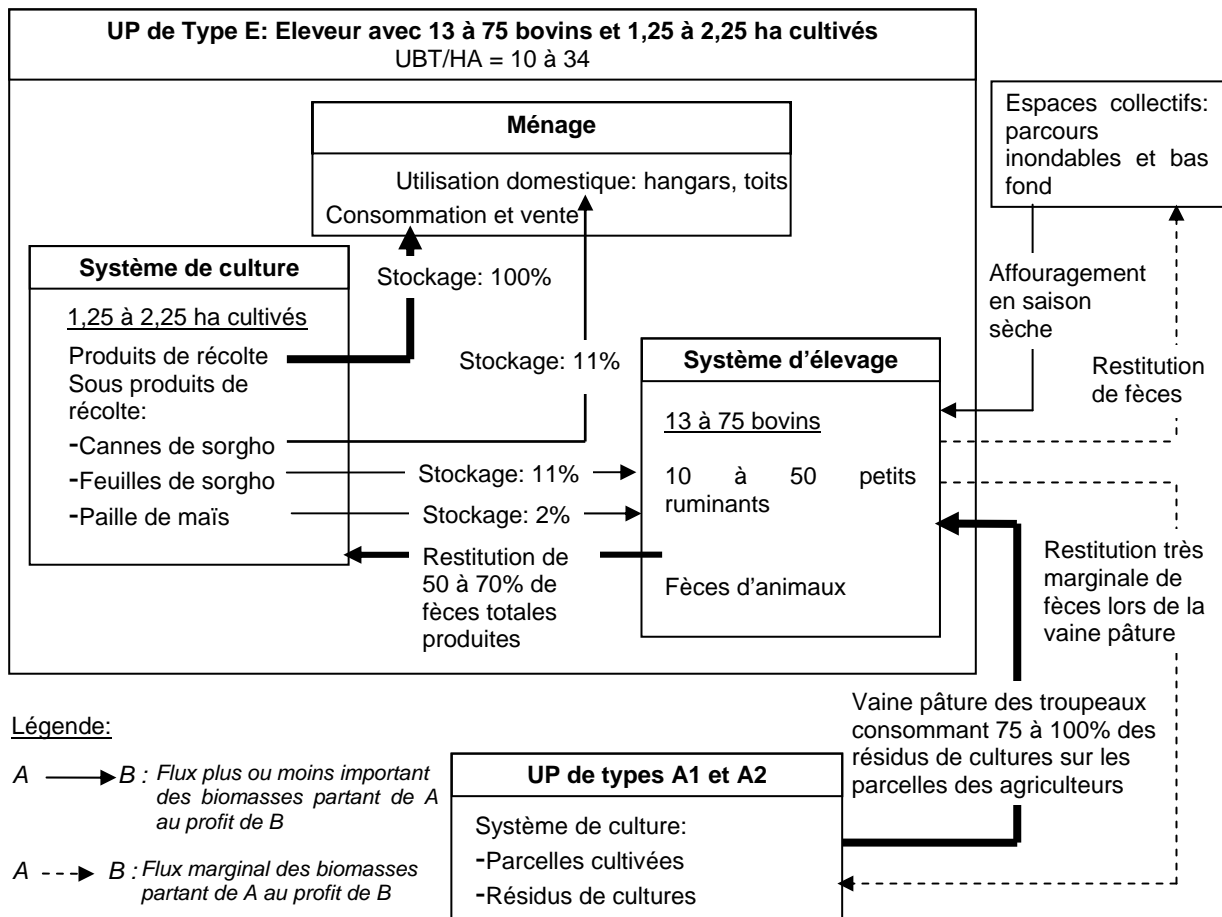 UP de Type E: Eleveur avec 13 à 75 bovins et 1,25 à 2,25 ha cultivés
UBT/HA = 10 à 34
Ménage
Utilisation domestique: hangars, toits
Consommation et vente
Espaces collectifs:
parcours
inondables et bas
fond
Système de culture
1,25 à 2,25 ha cultivés
Produits de récolte
Sous produits de
récolte:
-Cannes de sorgho
-Feuilles de sorgho
-Paille de maïs
Stockage: 100%
Stockage: 11%
Stockage: 11%
Stockage: 2%
Restitution de
50 à 70% de
fèces totales
produites
Système d'élevage
13 à 75 bovins
10 à 50 petits
ruminants
Fèces d'animaux
Affouragement
en saison
sèche
Restitution
de fèces
Restitution très
marginale de
fèces lors de la
vaine pâture
Vaine pâture des troupeaux
consommant 75 à 100% des
résidus de cultures sur les
parcelles des agriculteurs
Légende:
A B : Flux plus ou moins important
des biomasses partant de A
au profit de B
A B : Flux marginal des biomasses
partant de A au profit de B
UP de types A1 et A2
Système de culture:
-Parcelles cultivées
-Résidus de cultures